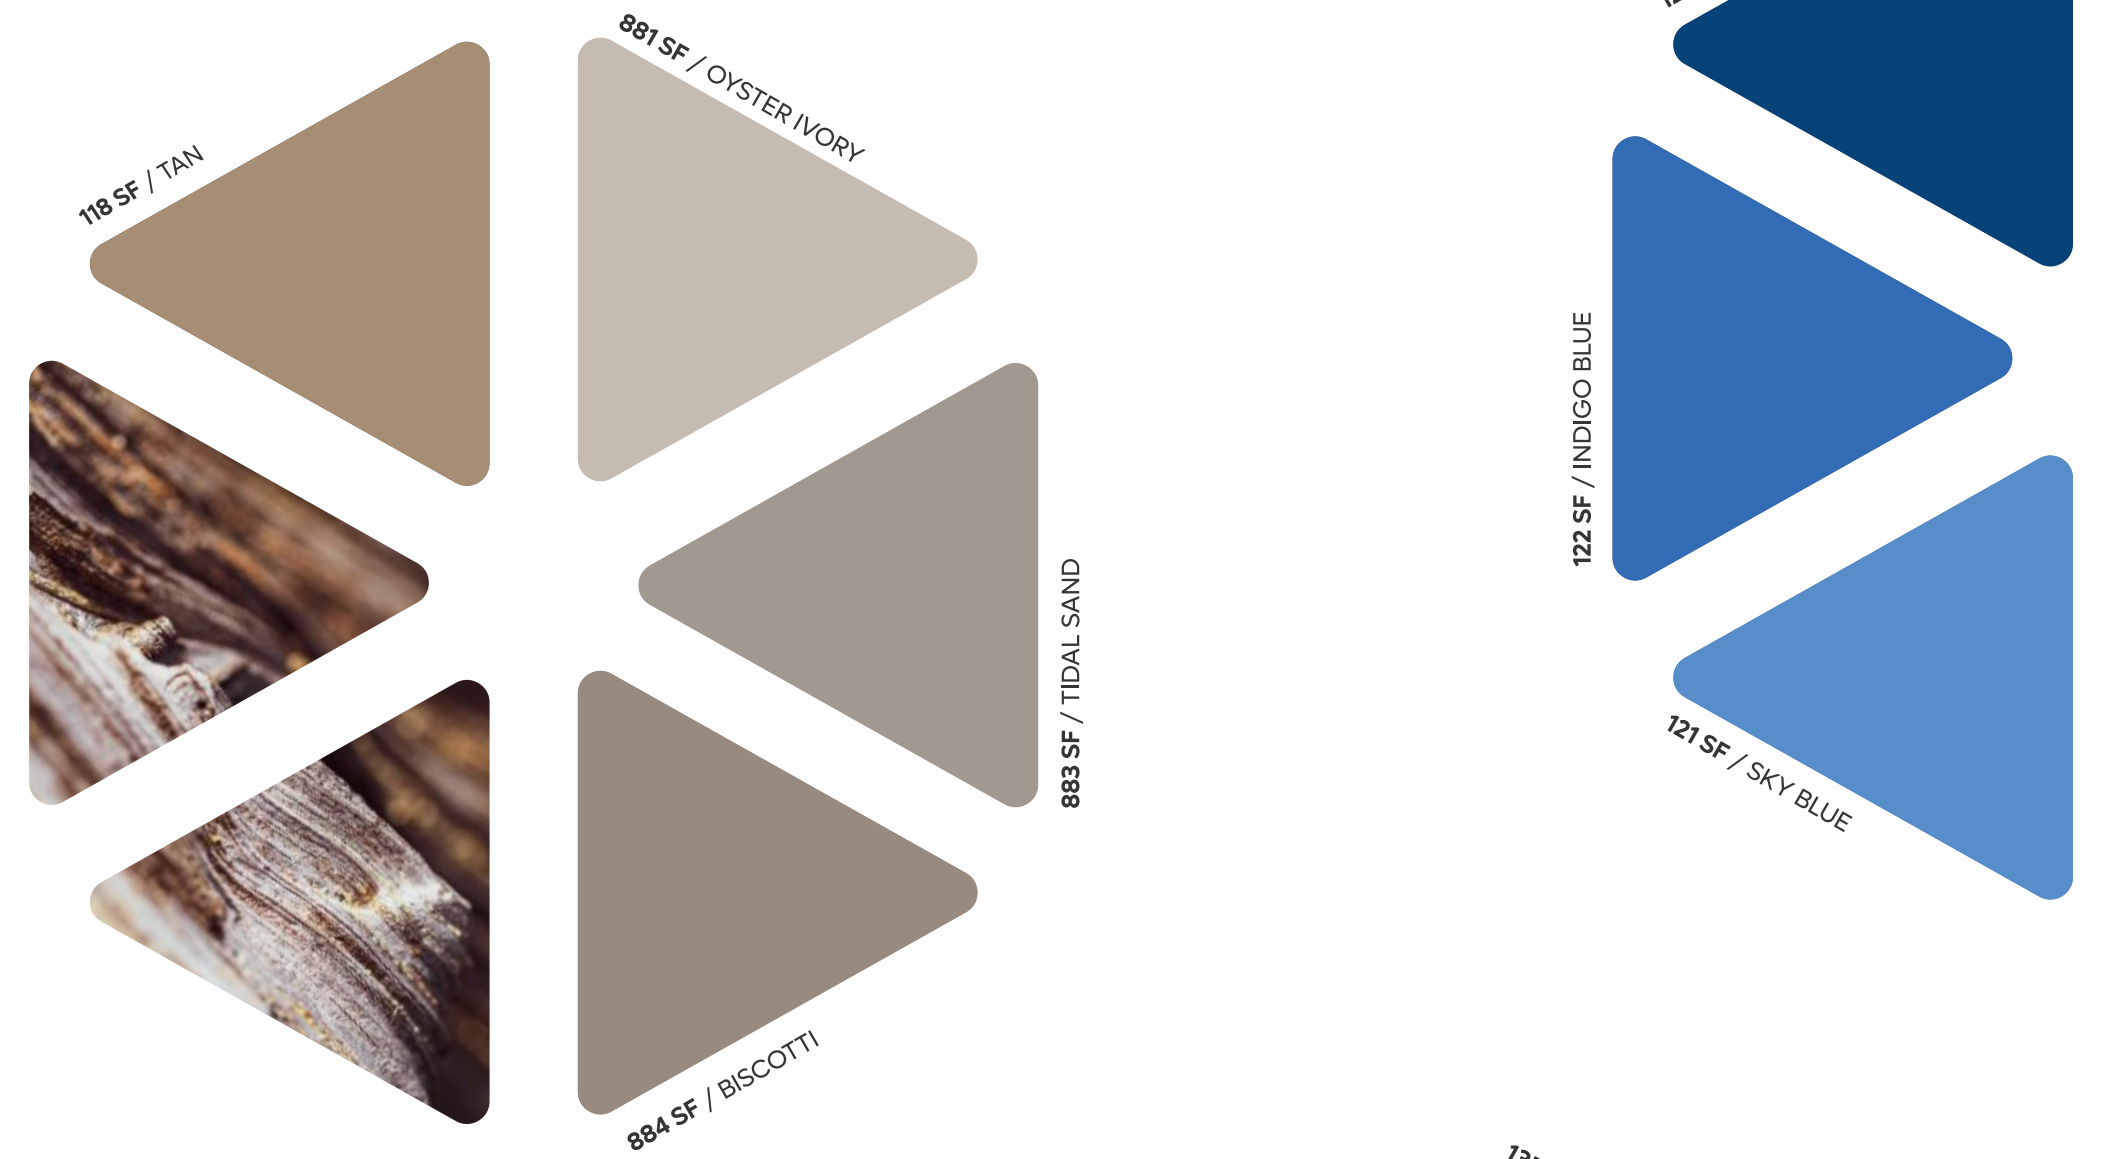 881 SF / OYSTER IVORY
118 SF / TAN
883 SF / TIDAL SAND
884 SF / BISCOTTI
122 SF / INDIGO BLUE
121 SF / SKY BLUE